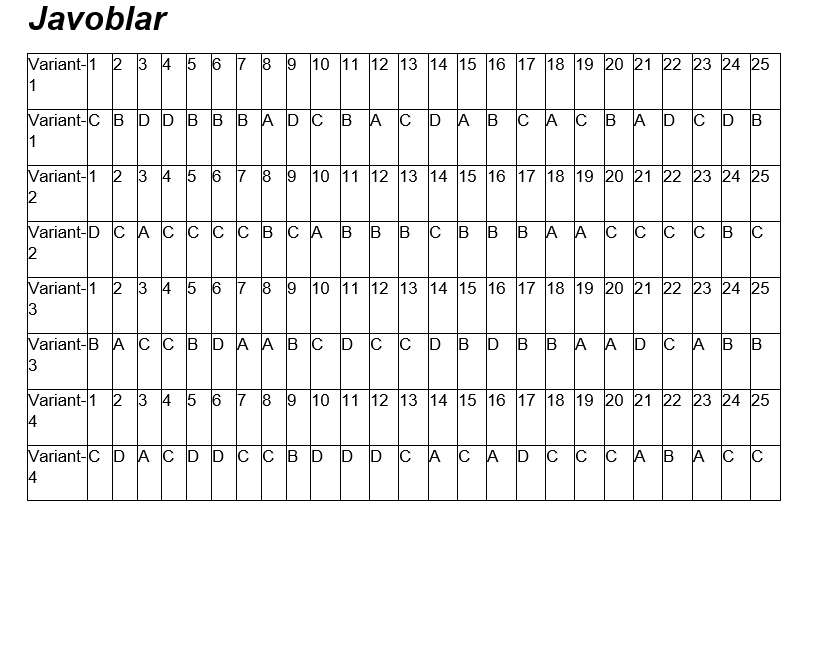 Javoblar
Variant- 1 2 3 4 5 6 7 8 9 10 11 12 13 14 15 16 17 18 19 20 21 22 23 24 25
1
Variant- C B D D B B B A D C B A C D A B C A C B A D C D B
1
Variant- 1 2 3 4 5 6 7 8 9 10 11 12 13 14 15 16 17 18 19 20 21 22 23 24 25
2
Variant- D C A C C C C B C A B B B C B B B A A C C C C B C
2
Variant- 1 2 3 4 5 6 7 8 9 10 11 12 13 14 15 16 17 18 19 20 21 22 23 24 25
3
Variant- B A C C B D A A B C D C C D B D B B A A D C A B B
3
Variant- 1 2 3 4 5 6 7 8 9 10 11 12 13 14 15 16 17 18 19 20 21 22 23 24 25
4
Variant- C D A C D D C C B D D D C A C A D C C C A B A C C
4